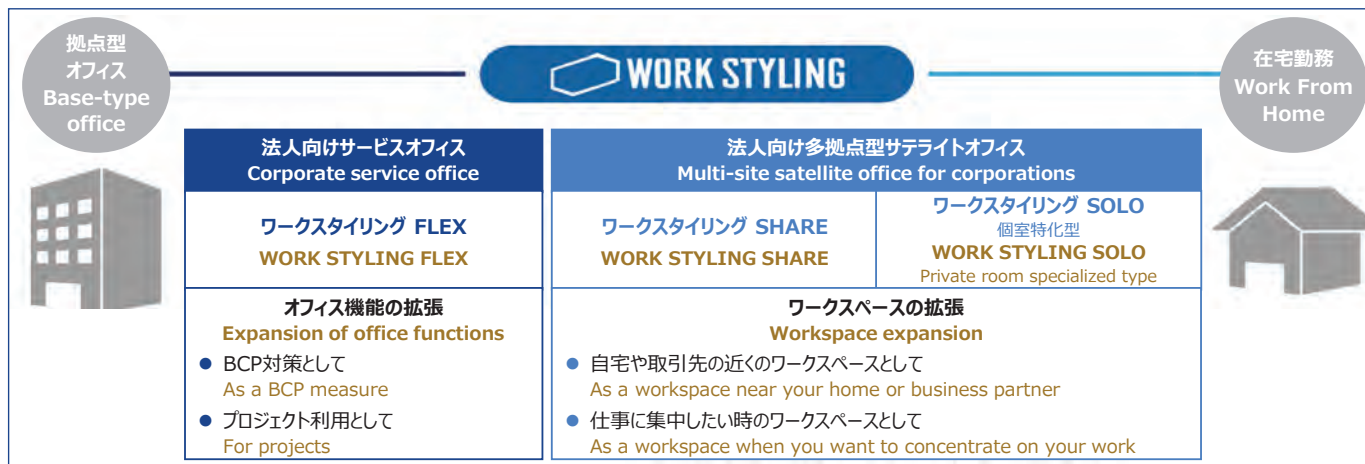 拠点型
オフィス
Base-type
office
WORK STYLING
在宅勤務
Work From
Home
法人向けサービスオフィス
Corporate service office
法人向け多拠点型サテライトオフィス
Multi-site satellite office for corporations
ワークスタイリング FLEX
WORK STYLING FLEX
ワークスタイリング SHARE
WORK STYLING SHARE
ワークスタイリング SOLO
個室特化型
WORK STYLING SOLO
Private room specialized type
オフィス機能の拡張
Expansion of office functions
● BCP対策として
As a BCP measure
● プロジェクト利用として
For projects
ワークスペースの拡張
Workspace expansion
● 自宅や取引先の近くのワークスペースとして
As a workspace near your home or business partner
● 仕事に集中したい時のワークスペースとして
As a workspace when you want to concentrate on your work